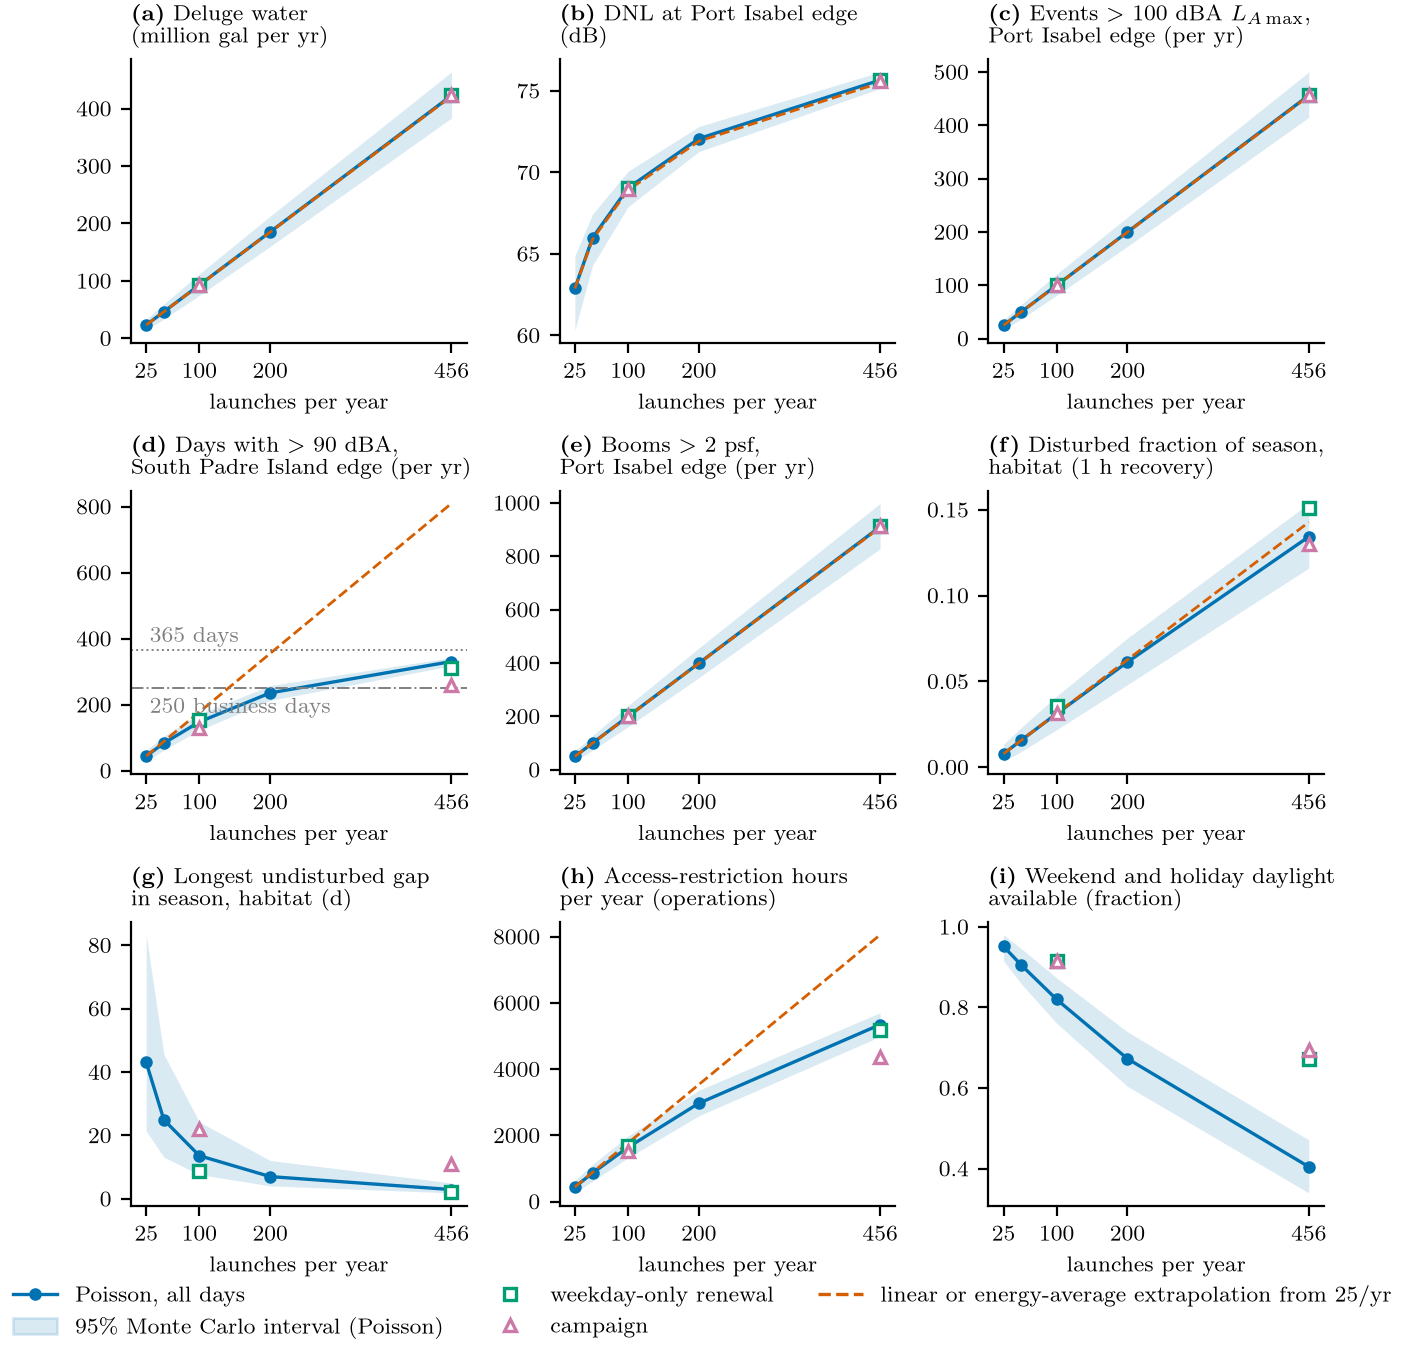 (a) Deluge water
(million gal per yr)
400
300
200
100
0
25 100 200 456
launches per year
(b) DNL at Port Isabel edge
(dB)
75
70
65
60
25 100 200 456
launches per year
(c) Events > 100 dBA L_A max,
Port Isabel edge (per yr)
500
400
300
200
100
0
25 100 200 456
launches per year
(d) Days with > 90 dBA,
South Padre Island edge (per yr)
800
600
400
200
0
365 days
250 business days
25 100 200 456
launches per year
(e) Booms > 2 psf,
Port Isabel edge (per yr)
1000
800
600
400
200
0
25 100 200 456
launches per year
(f) Disturbed fraction of season,
habitat (1 h recovery)
0.15
0.10
0.05
0.00
25 100 200 456
launches per year
(g) Longest undisturbed gap
in season, habitat (d)
80
60
40
20
0
25 100 200 456
launches per year
(h) Access-restriction hours
per year (operations)
8000
6000
4000
2000
0
25 100 200 456
launches per year
(i) Weekend and holiday daylight
available (fraction)
1.0
0.8
0.6
0.4
25 100 200 456
launches per year
Poisson, all days
95% Monte Carlo interval (Poisson)
weekday-only renewal
campaign
linear or energy-average extrapolation from 25/yr